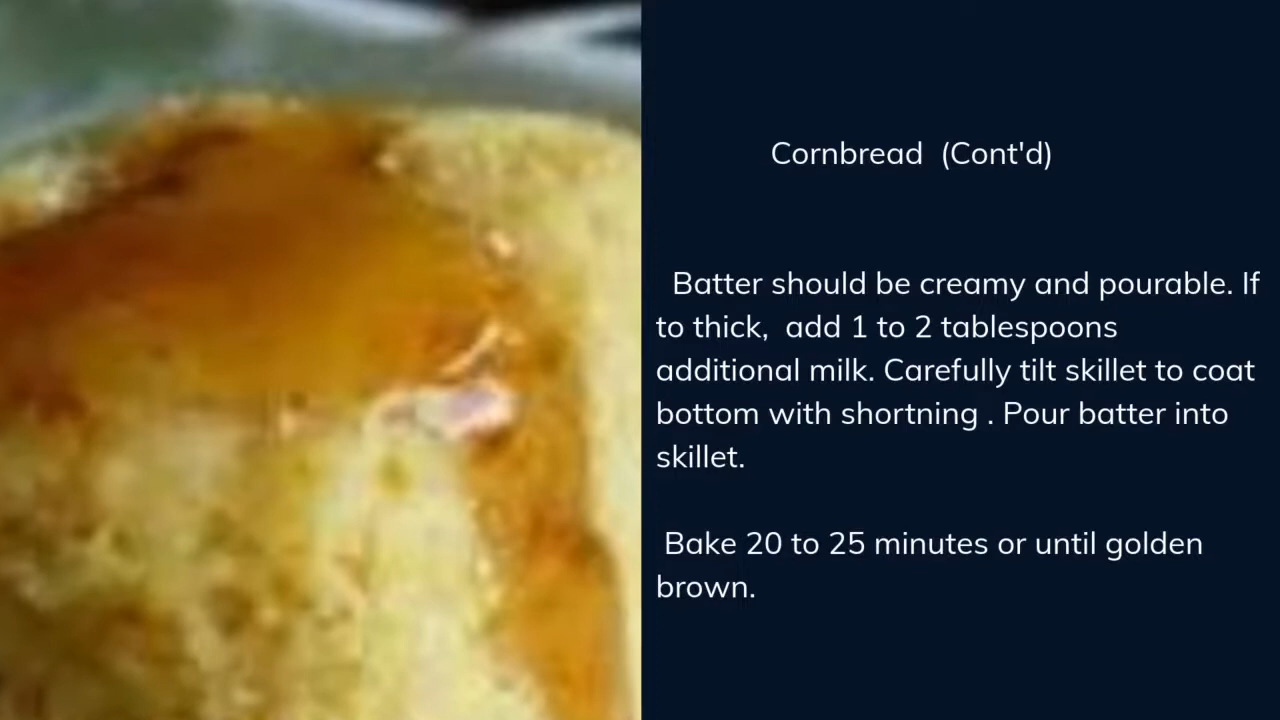 Cornbread  (Cont'd)
Batter should be creamy and pourable. If
to thick,  add 1 to 2 tablespoons
additional milk. Carefully tilt skillet to coat
bottom with shortning . Pour batter into
skillet.
Bake 20 to 25 minutes or until golden
brown.